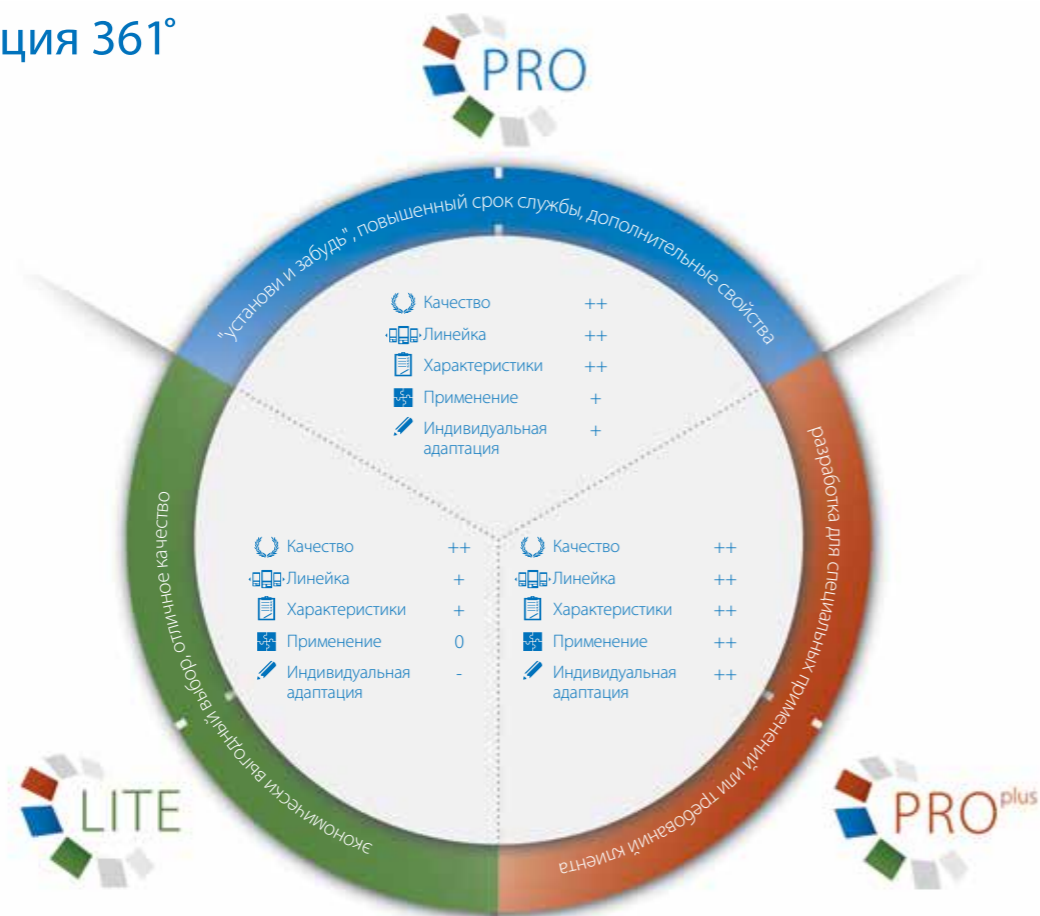 ция 361°
PRO
"установи и забудь", повышенный срок службы, дополнительные свойства
Качество ++
Линейка ++
Характеристики ++
Применение +
Индивидуальная +
адаптация
экономически выгодный выбор, отличное качество
Качество ++
Линейка +
Характеристики +
Применение 0
Индивидуальная -
адаптация
разработка для специальных применений или требований клиента
Качество ++
Линейка ++
Характеристики ++
Применение ++
Индивидуальная ++
адаптация
LITE
PRO plus